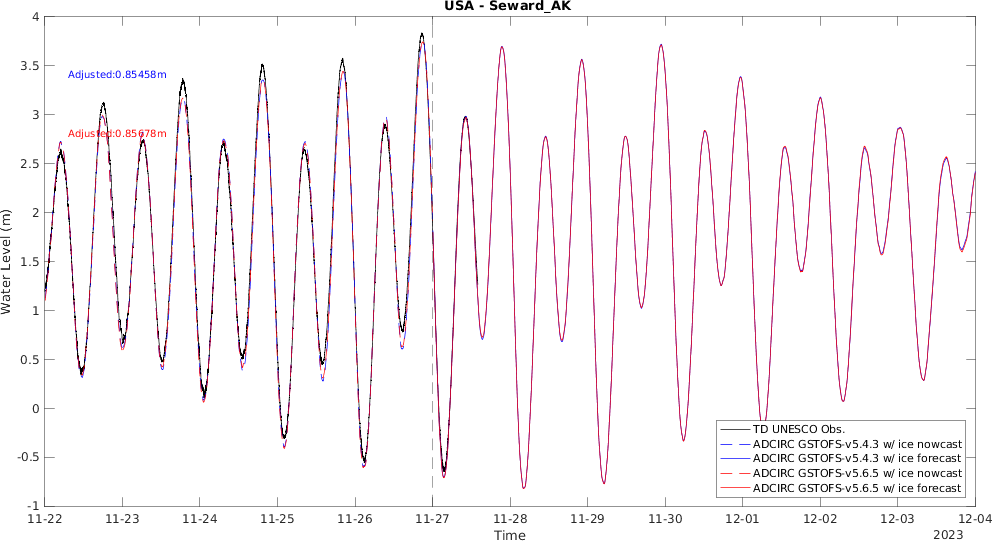 USA - Seward_AK
Water Level (m)
4
3.5
3
2.5
2
1.5
1
0.5
0
-0.5
-1
Adjusted:0.85458m
Adjusted:0.85678m
TD UNESCO Obs.
ADCIRC GSTOFS-v5.4.3 w/ ice nowcast
ADCIRC GSTOFS-v5.4.3 w/ ice forecast
ADCIRC GSTOFS-v5.6.5 w/ ice nowcast
ADCIRC GSTOFS-v5.6.5 w/ ice forecast
11-22 11-23 11-24 11-25 11-26 11-27 11-28 11-29 11-30 12-01 12-02 12-03 12-04
Time
2023